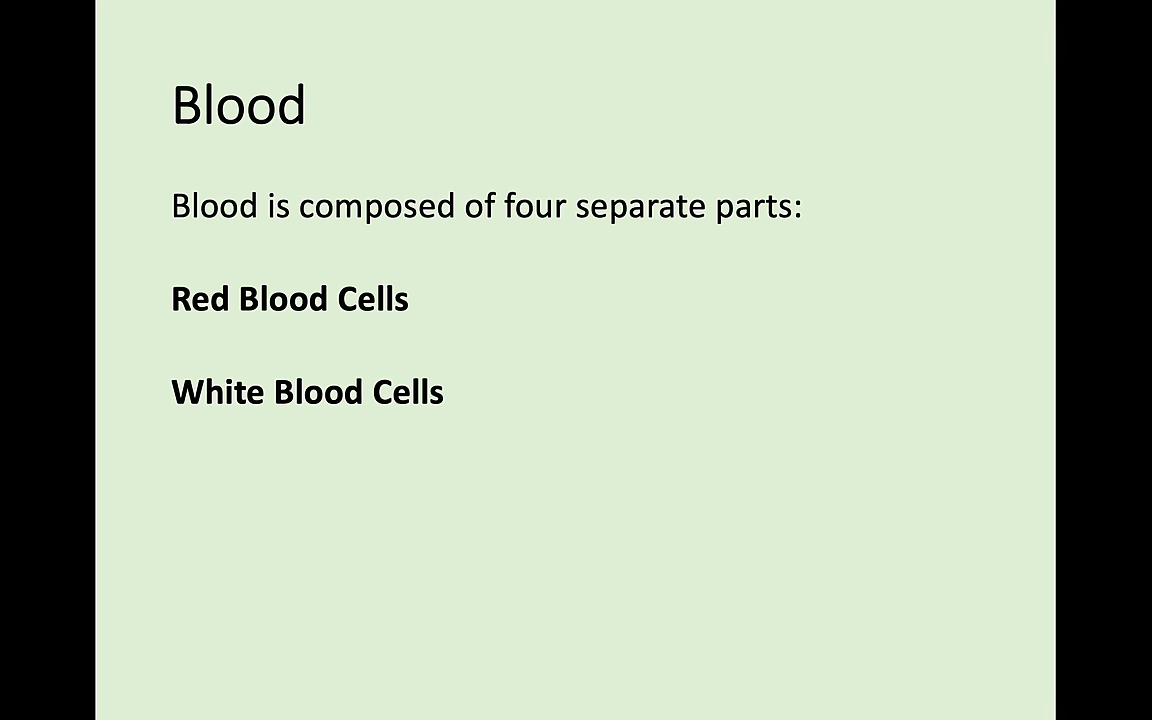 Blood
Blood is composed of four separate parts:
Red Blood Cells
White Blood Cells